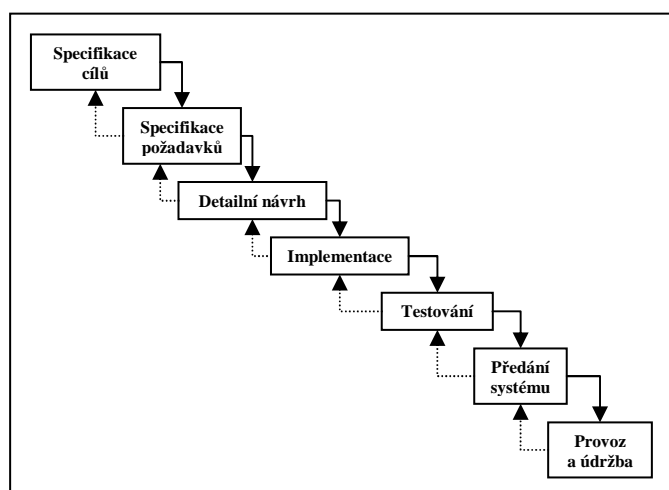 Specifikace
cílů
Specifikace
požadavků
Detailní návrh
Implementace
Testování
Předání
systému
Provoz
a údržba